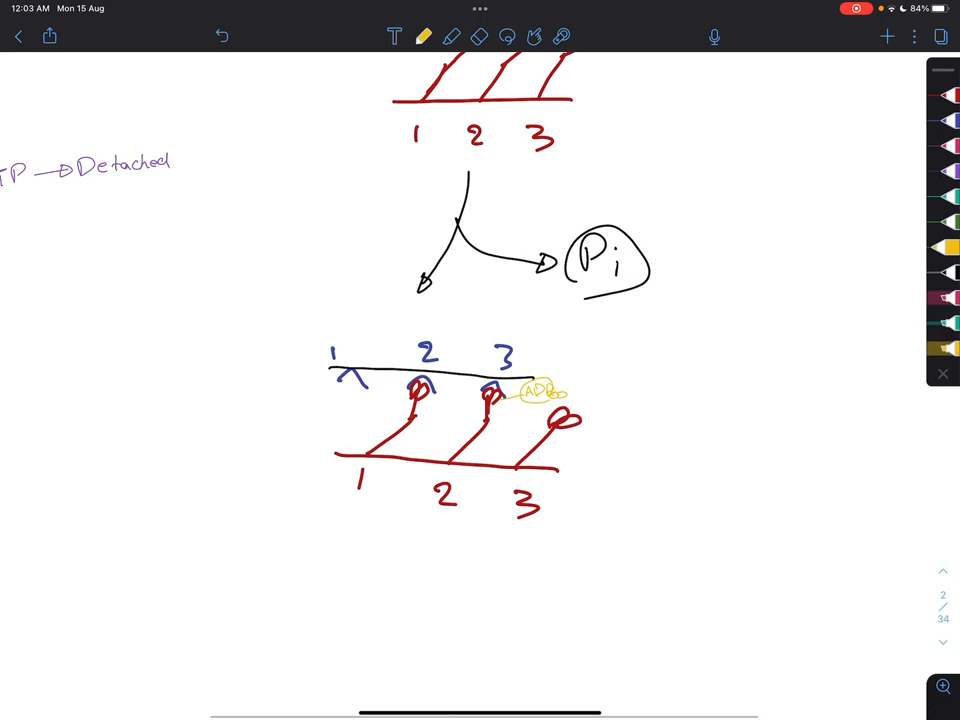 12:03 AM Mon 15 Aug
84%
1 2 3
TP → Detached
Pi
1 2 3
ADP
1 2 3
2
/
34